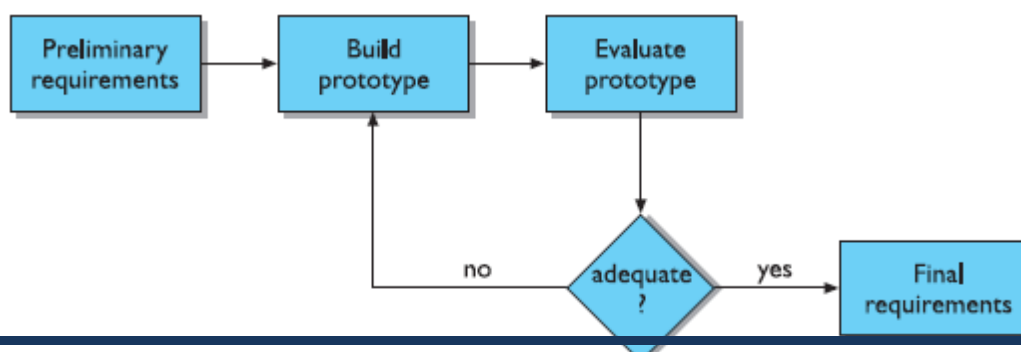 Preliminary
requirements
Build
prototype
Evaluate
prototype
no
adequate
?
yes
Final
requirements